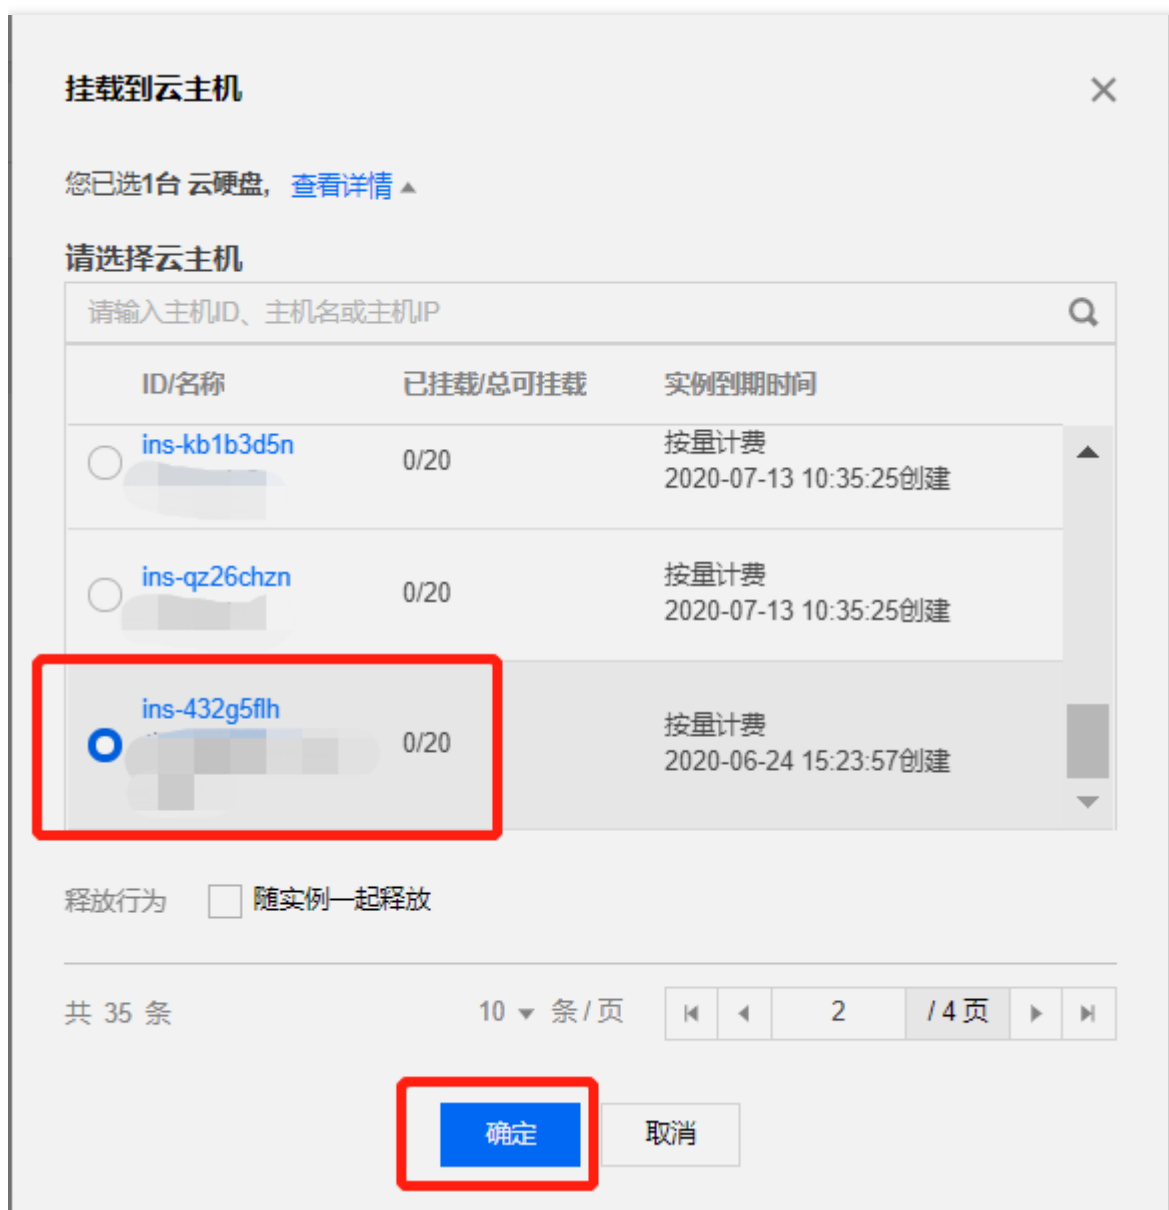 挂载到云主机
您已选1台 云硬盘, 查看详情
请选择云主机
请输入主机ID、主机名或主机IP
ID/名称 已挂载/总可挂载 实例到期时间
ins-kb1b3d5n 0/20 按量计费
2020-07-13 10:35:25创建
ins-qz26chzn 0/20 按量计费
2020-07-13 10:35:25创建
ins-432g5flh 0/20 按量计费
2020-06-24 15:23:57创建
释放行为 随实例一起释放
共 35 条 10 条/页 2 /4页
确定 取消